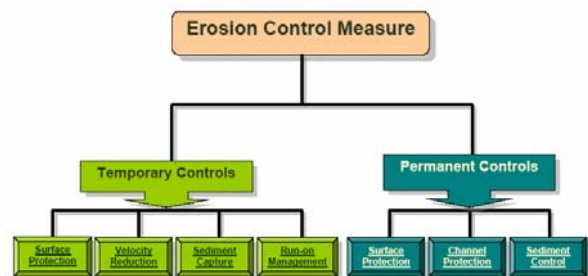 Erosion Control Measure
Temporary Controls
Permanent Controls
Surface
Protection
Velocity
Reduction
Sediment
Capture
Run-on
Management
Surface
Protection
Channel
Protection
Sediment
Control